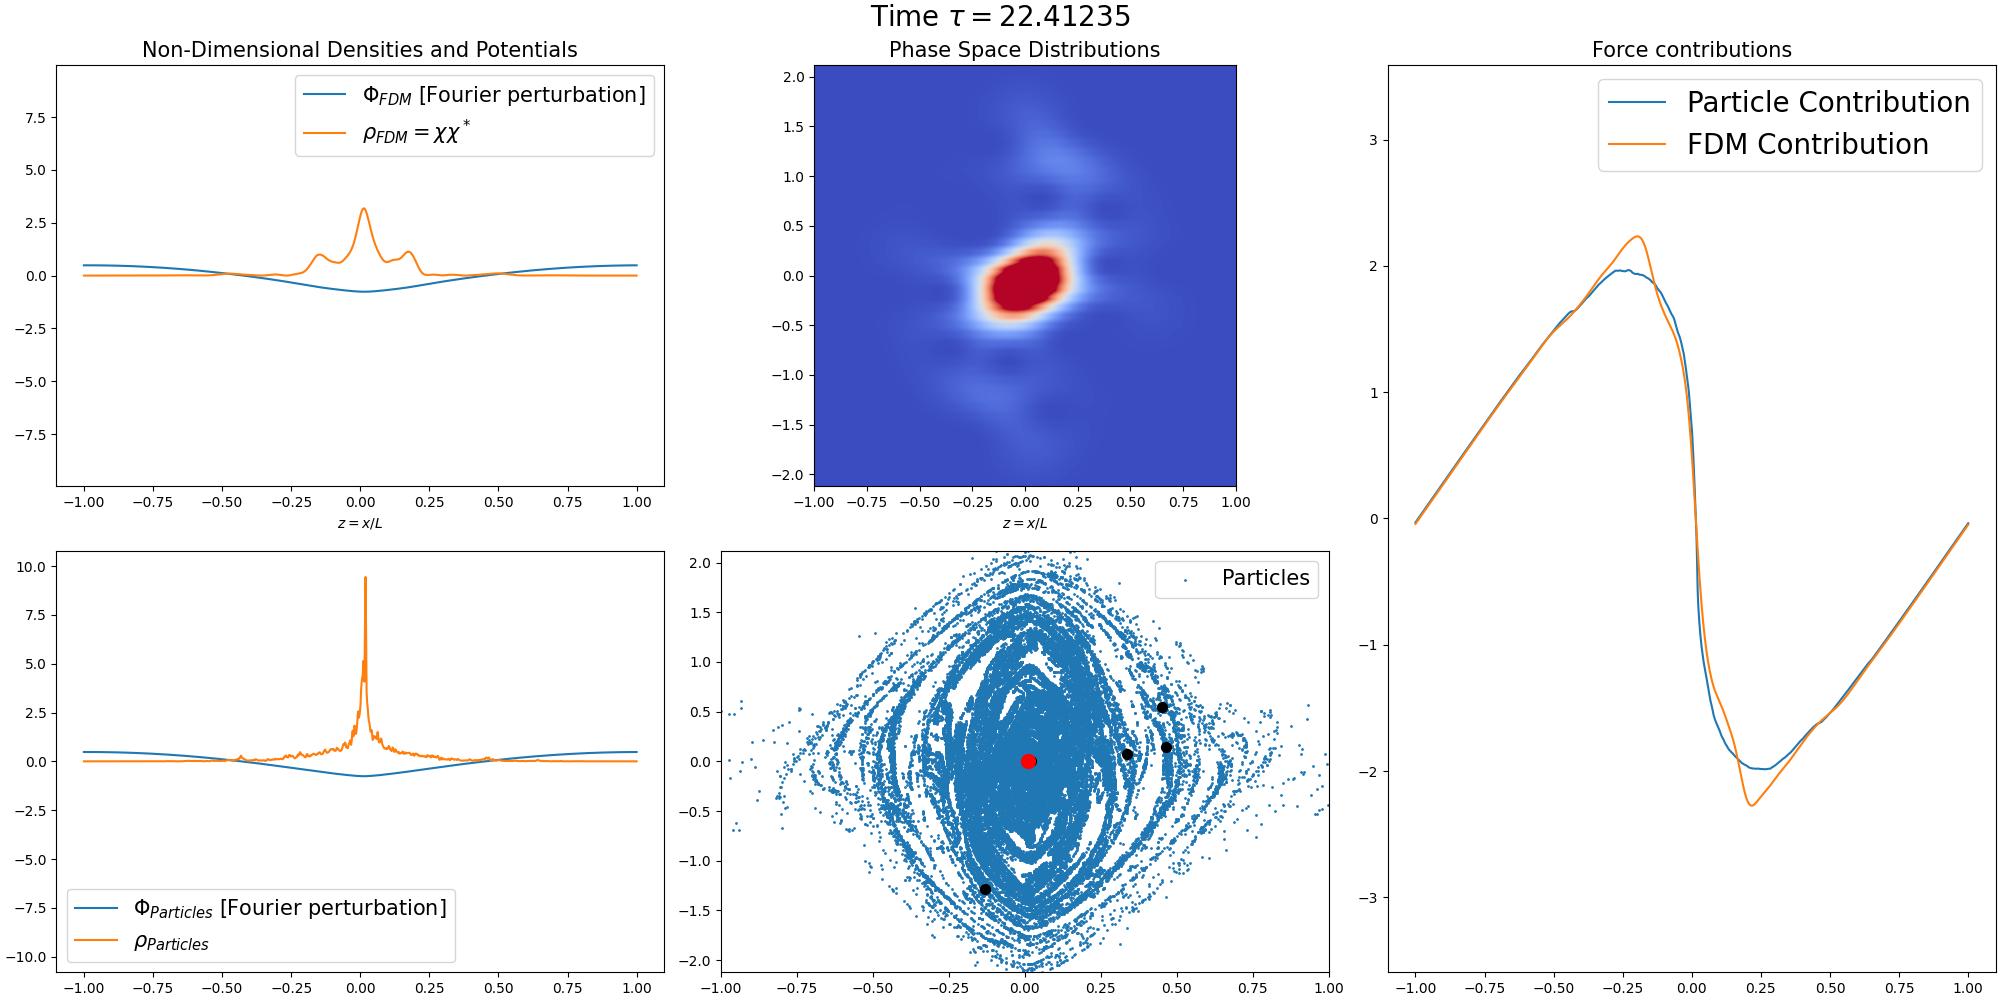 Time τ = 22.41235
Non-Dimensional Densities and Potentials
Φ_FDM [Fourier perturbation]
ρ_FDM = χχ*
7.5
5.0
2.5
0.0
−2.5
−5.0
−7.5
−1.00 −0.75 −0.50 −0.25 0.00 0.25 0.50 0.75 1.00
z = x/L
Phase Space Distributions
2.0
1.5
1.0
0.5
0.0
−0.5
−1.0
−1.5
−2.0
−1.00 −0.75 −0.50 −0.25 0.00 0.25 0.50 0.75 1.00
z = x/L
Force contributions
Particle Contribution
FDM Contribution
3
2
1
0
−1
−2
−3
−1.00 −0.75 −0.50 −0.25 0.00 0.25 0.50 0.75 1.00
10.0
7.5
5.0
2.5
0.0
−2.5
−5.0
−7.5
−10.0
Φ_Particles [Fourier perturbation]
ρ_Particles
−1.00 −0.75 −0.50 −0.25 0.00 0.25 0.50 0.75 1.00
Particles
2.0
1.5
1.0
0.5
0.0
−0.5
−1.0
−1.5
−2.0
−1.00 −0.75 −0.50 −0.25 0.00 0.25 0.50 0.75 1.00